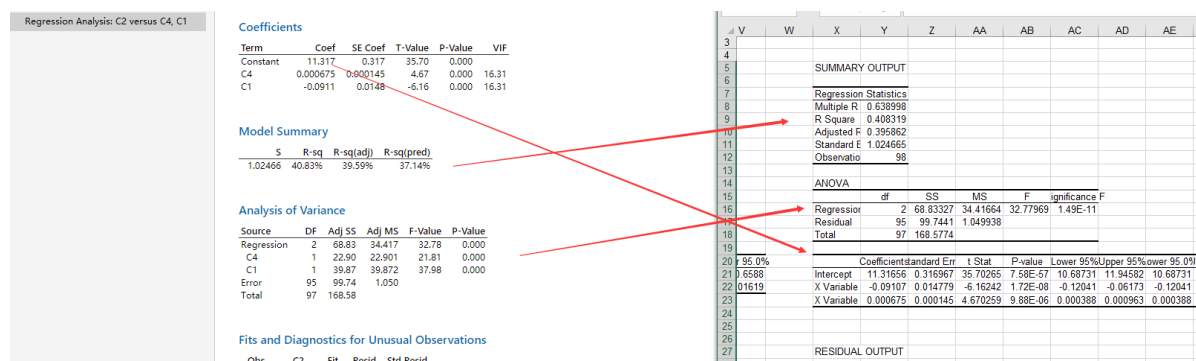 Regression Analysis: C2 versus C4, C1
Coefficients
Term Coef SE Coef T-Value P-Value VIF
Constant 11.317 0.317 35.70 0.000
C4 0.000675 0.000145 4.67 0.000 16.31
C1 -0.0911 0.0148 -6.16 0.000 16.31
Model Summary
S R-sq R-sq(adj) R-sq(pred)
1.02466 40.83% 39.59% 37.14%
Analysis of Variance
Source DF Adj SS Adj MS F-Value P-Value
Regression 2 68.83 34.417 32.78 0.000
C4 1 22.90 22.901 21.81 0.000
C1 1 39.87 39.872 37.98 0.000
Error 95 99.74 1.050
Total 97 168.58
Fits and Diagnostics for Unusual Observations
Obs C2 Fit Resid Std Resid
V W X Y Z AA AB AC AD AE
3
4
5 SUMMARY OUTPUT
6
7 Regression Statistics
8 Multiple R 0.638998
9 R Square 0.408319
10 Adjusted R 0.395862
11 Standard E 1.024665
12 Observatio 98
13
14 ANOVA
15 df SS MS F ignificance F
16 Regression 2 68.83327 34.41664 32.77969 1.49E-11
17 Residual 95 99.7441 1.049938
18 Total 97 168.5774
19
20 r 95.0% Coefficients tandard Err t Stat P-value Lower 95% Upper 95% ower 95.0%
21 0.6588 Intercept 11.31656 0.316967 35.70265 7.58E-57 10.68731 11.94582 10.68731
22 01619 X Variable -0.09107 0.014779 -6.16242 1.72E-08 -0.12041 -0.06173 -0.12041
23 X Variable 0.000675 0.000145 4.670259 9.88E-06 0.000388 0.000963 0.000388
24
25
26
27 RESIDUAL OUTPUT